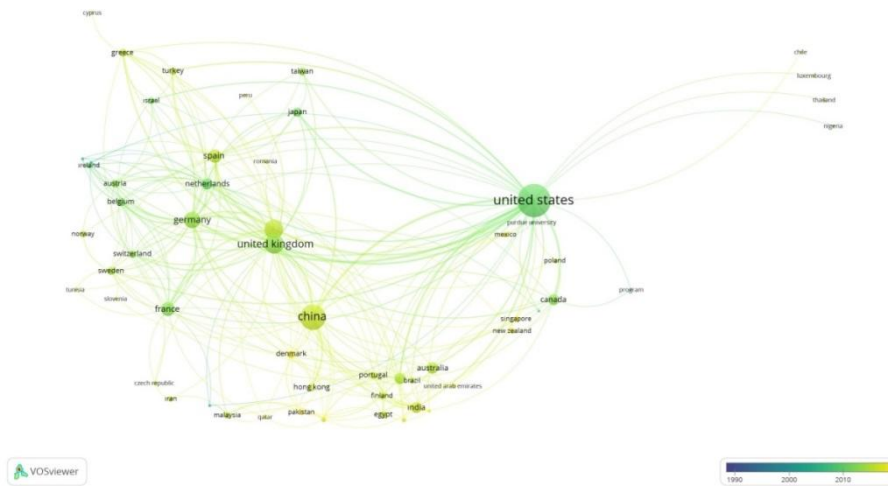 cyprus
greece
chile
turkey
taiwan
luxembourg
israel
peru
thailand
japan
nigeria
spain
romania
ireland
austria
netherlands
belgium
united states
germany
purdue university
norway
united kingdom
mexico
switzerland
poland
sweden
tunisia
slovenia
program
france
canada
china
singapore
new zealand
denmark
australia
portugal
brazil
czech republic
hong kong
united arab emirates
iran
finland
malaysia
qatar
pakistan
egypt
india
VOSviewer
1990 2000 2010